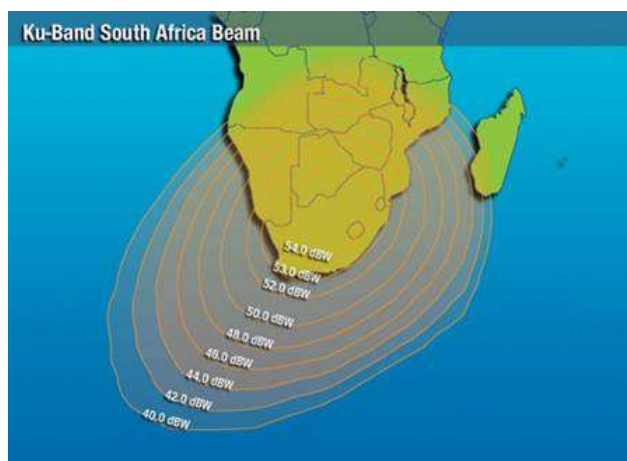 Ku-Band South Africa Beam
54.0 dBW
53.0 dBW
52.0 dBW
50.0 dBW
48.0 dBW
46.0 dBW
44.0 dBW
42.0 dBW
40.0 dBW